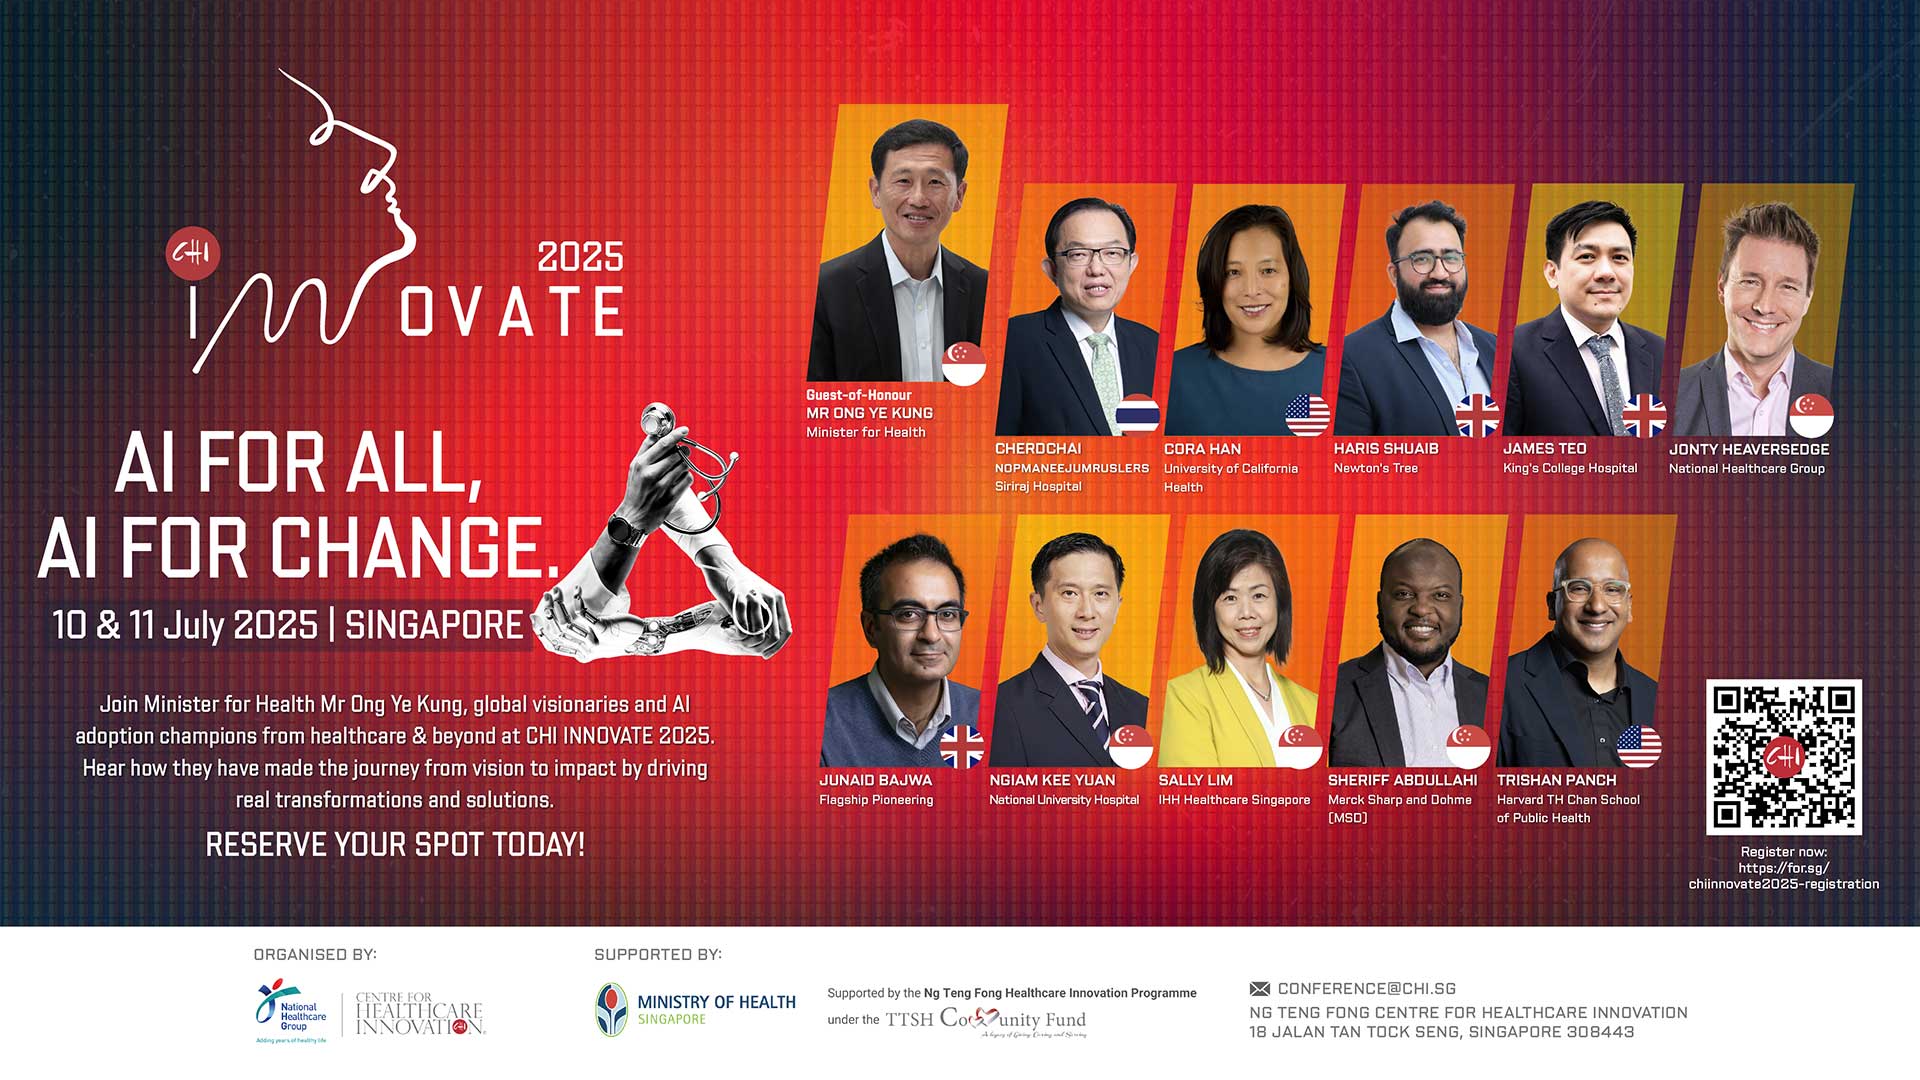 CHI
INNOVATE
2025
AI FOR ALL,
AI FOR CHANGE.
10 & 11 July 2025 | SINGAPORE
Join Minister for Health Mr Ong Ye Kung, global visionaries and AI
adoption champions from healthcare & beyond at CHI INNOVATE 2025.
Hear how they have made the journey from vision to impact by driving
real transformations and solutions.
RESERVE YOUR SPOT TODAY!
Guest-of-Honour
MR ONG YE KUNG
Minister for Health
CHERDCHAI
NOPMANEEJUMRUSLERS
Siriraj Hospital
CORA HAN
University of California
Health
HARIS SHUAIB
Newton's Tree
JAMES TEO
King's College Hospital
JONTY HEAVERSEDGE
National Healthcare Group
JUNAID BAJWA
Flagship Pioneering
NGIAM KEE YUAN
National University Hospital
SALLY LIM
IHH Healthcare Singapore
SHERIFF ABDULLAHI
Merck Sharp and Dohme
(MSD)
TRISHAN PANCH
Harvard TH Chan School
of Public Health
CHI
Register now:
https://for.sg/
chiinnovate2025-registration
ORGANISED BY:
National
Healthcare
Group
Adding years of healthy life
CENTRE FOR
HEALTHCARE
INNOVATION
SUPPORTED BY:
MINISTRY OF HEALTH
SINGAPORE
Supported by the Ng Teng Fong Healthcare Innovation Programme
under the TTSH Community Fund
A legacy of Giving, Caring and Serving
CONFERENCE@CHI.SG
NG TENG FONG CENTRE FOR HEALTHCARE INNOVATION
18 JALAN TAN TOCK SENG, SINGAPORE 308443